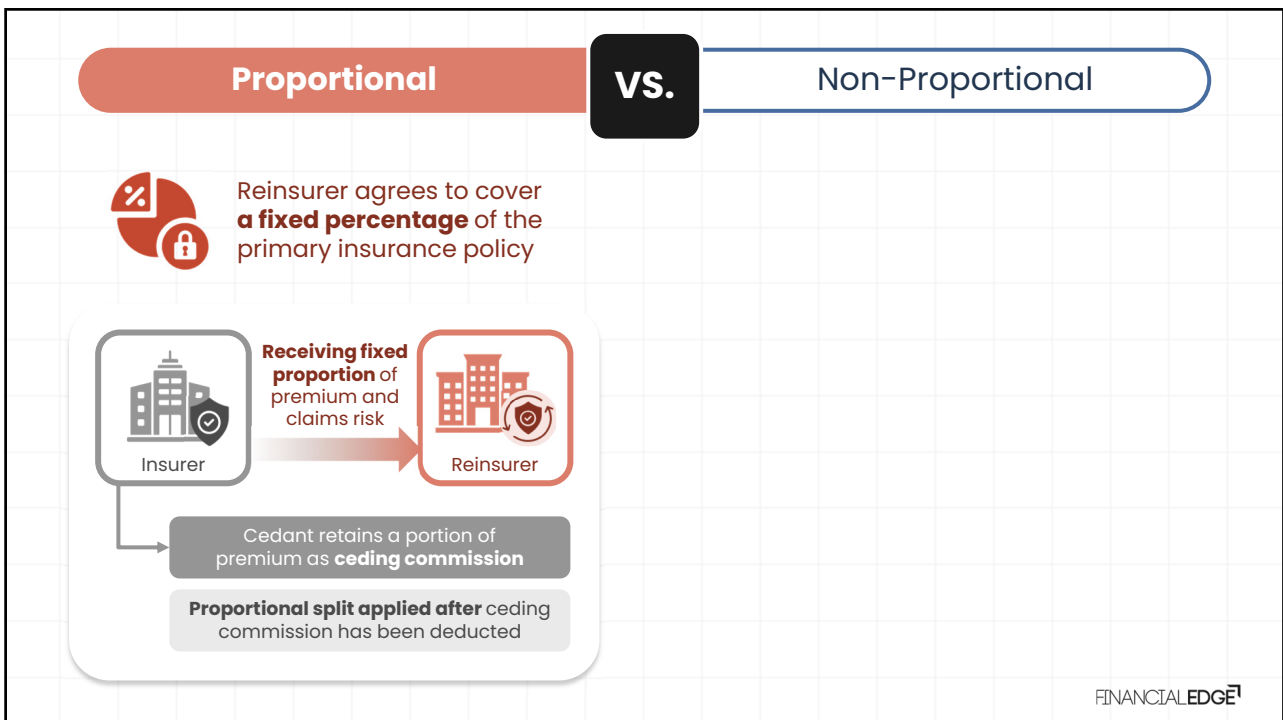 Proportional
VS.
Non-Proportional
%
Reinsurer agrees to cover
a fixed percentage of the
primary insurance policy
Insurer
Receiving fixed
proportion of
premium and
claims risk
Reinsurer
Cedant retains a portion of
premium as ceding commission
Proportional split applied after ceding
commission has been deducted
FINANCIALEDGE